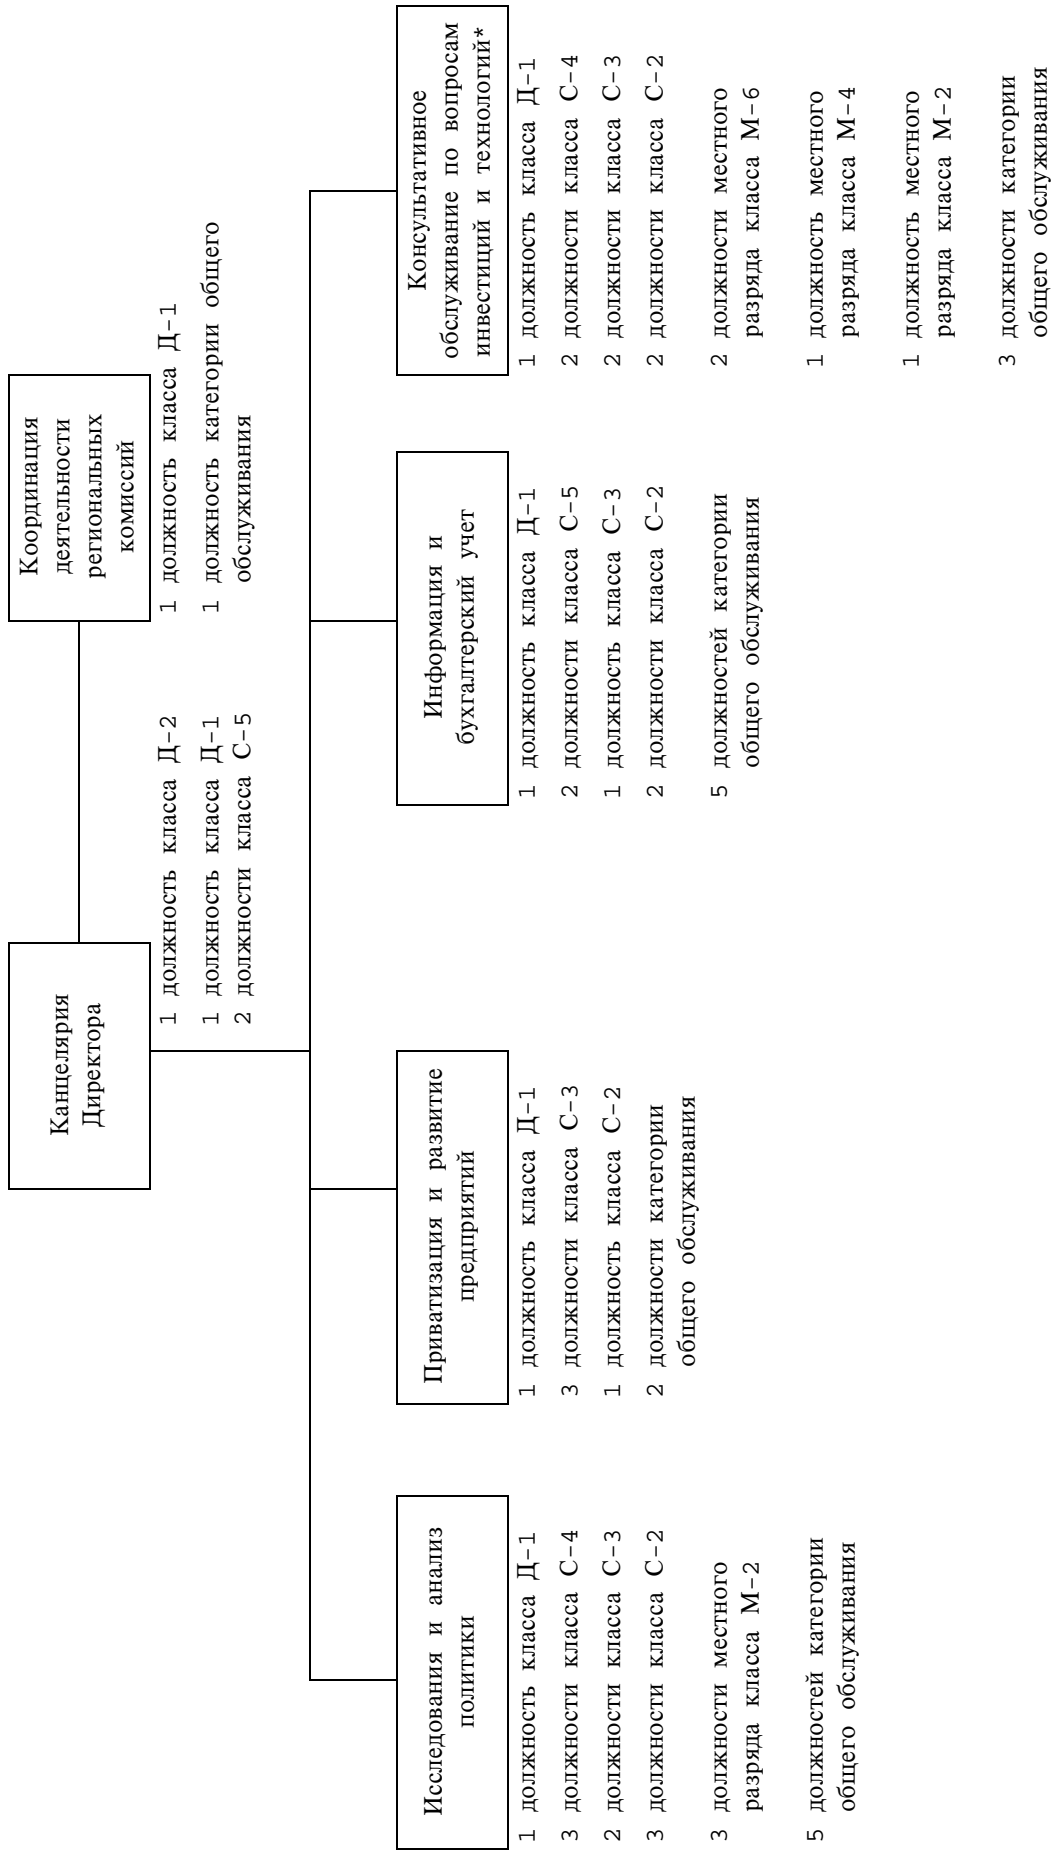 Канцелярия
Директора
1 должность класса Д-2
1 должность класса Д-1
2 должности класса С-5
Координация
деятельности
региональных
комиссий
1 должность класса Д-1
1 должность категории общего
обслуживания
Исследования и анализ
политики
1 должность класса Д-1
3 должности класса С-4
2 должности класса С-3
3 должности класса С-2
3 должности местного
разряда класса М-2
5 должностей категории
общего обслуживания
Приватизация и развитие
предприятий
1 должность класса Д-1
3 должности класса С-3
1 должность класса С-2
2 должности категории
общего обслуживания
Информация и
бухгалтерский учет
1 должность класса Д-1
2 должности класса С-5
1 должность класса С-3
2 должности класса С-2
5 должностей категории
общего обслуживания
Консультативное
обслуживание по вопросам
инвестиций и технологий*
1 должность класса Д-1
2 должности класса С-4
2 должности класса С-3
2 должности класса С-2
2 должности местного
разряда класса М-6
1 должность местного
разряда класса М-4
1 должность местного
разряда класса М-2
3 должности категории
общего обслуживания